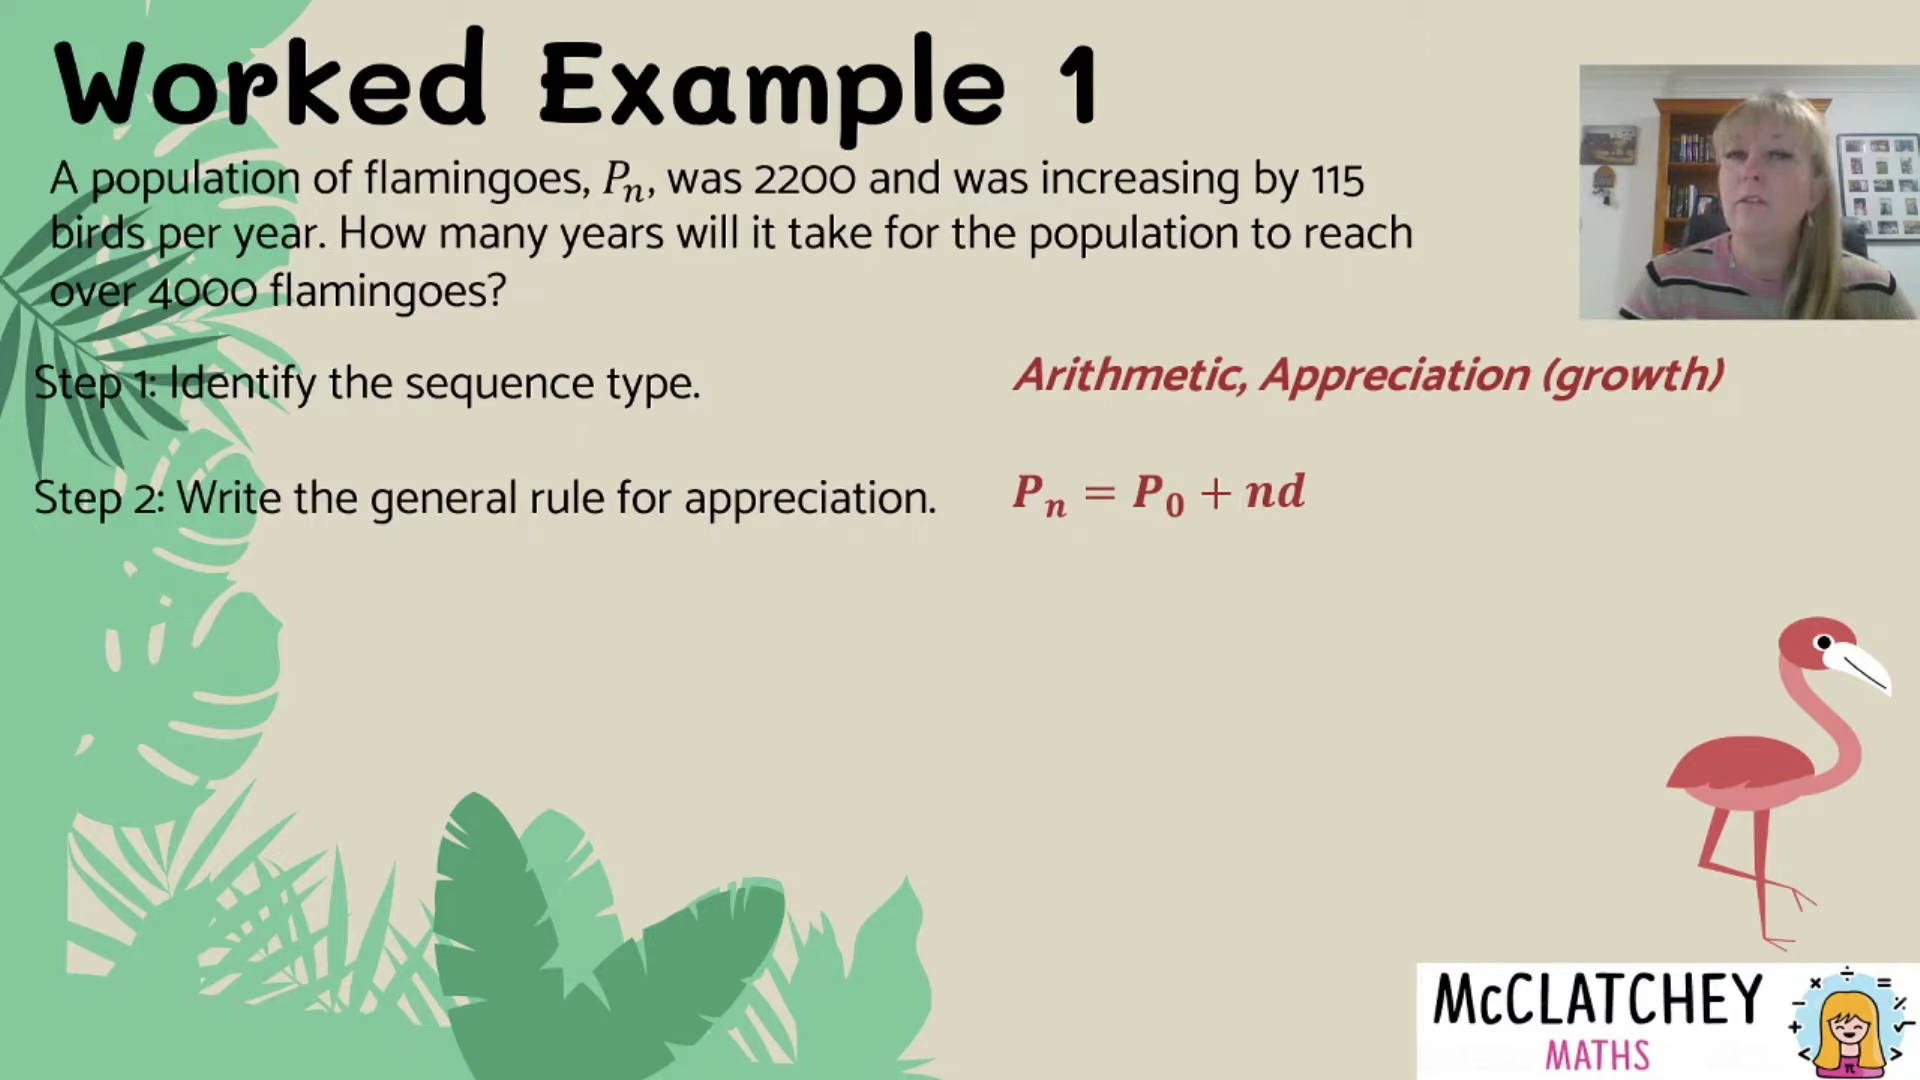 Worked Example 1
A population of flamingoes, Pₙ, was 2200 and was increasing by 115
birds per year. How many years will it take for the population to reach
over 4000 flamingoes?
Step 1: Identify the sequence type.
Arithmetic, Appreciation (growth)
Step 2: Write the general rule for appreciation.
Pₙ = P₀ + nd
McCLATCHEY
MATHS